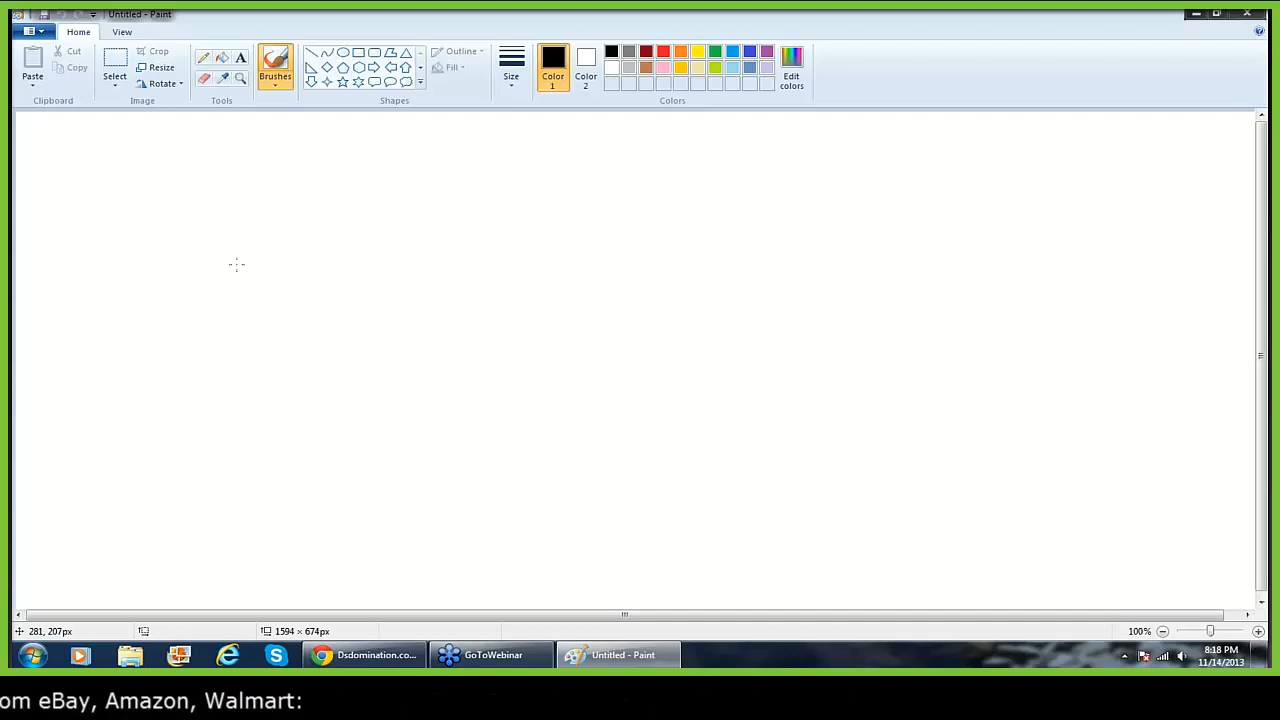 Untitled - Paint
Home
View
Paste
Cut
Copy
Clipboard
Select
Crop
Resize
Rotate
Image
A
Tools
Brushes
Shapes
Outline
Fill
Size
Color
1
Color
2
Colors
Edit
colors
281, 207px
1594 × 674px
100%
Dsdomination.co...
GoToWebinar
Untitled - Paint
8:18 PM
11/14/2013
om eBay, Amazon, Walmart: